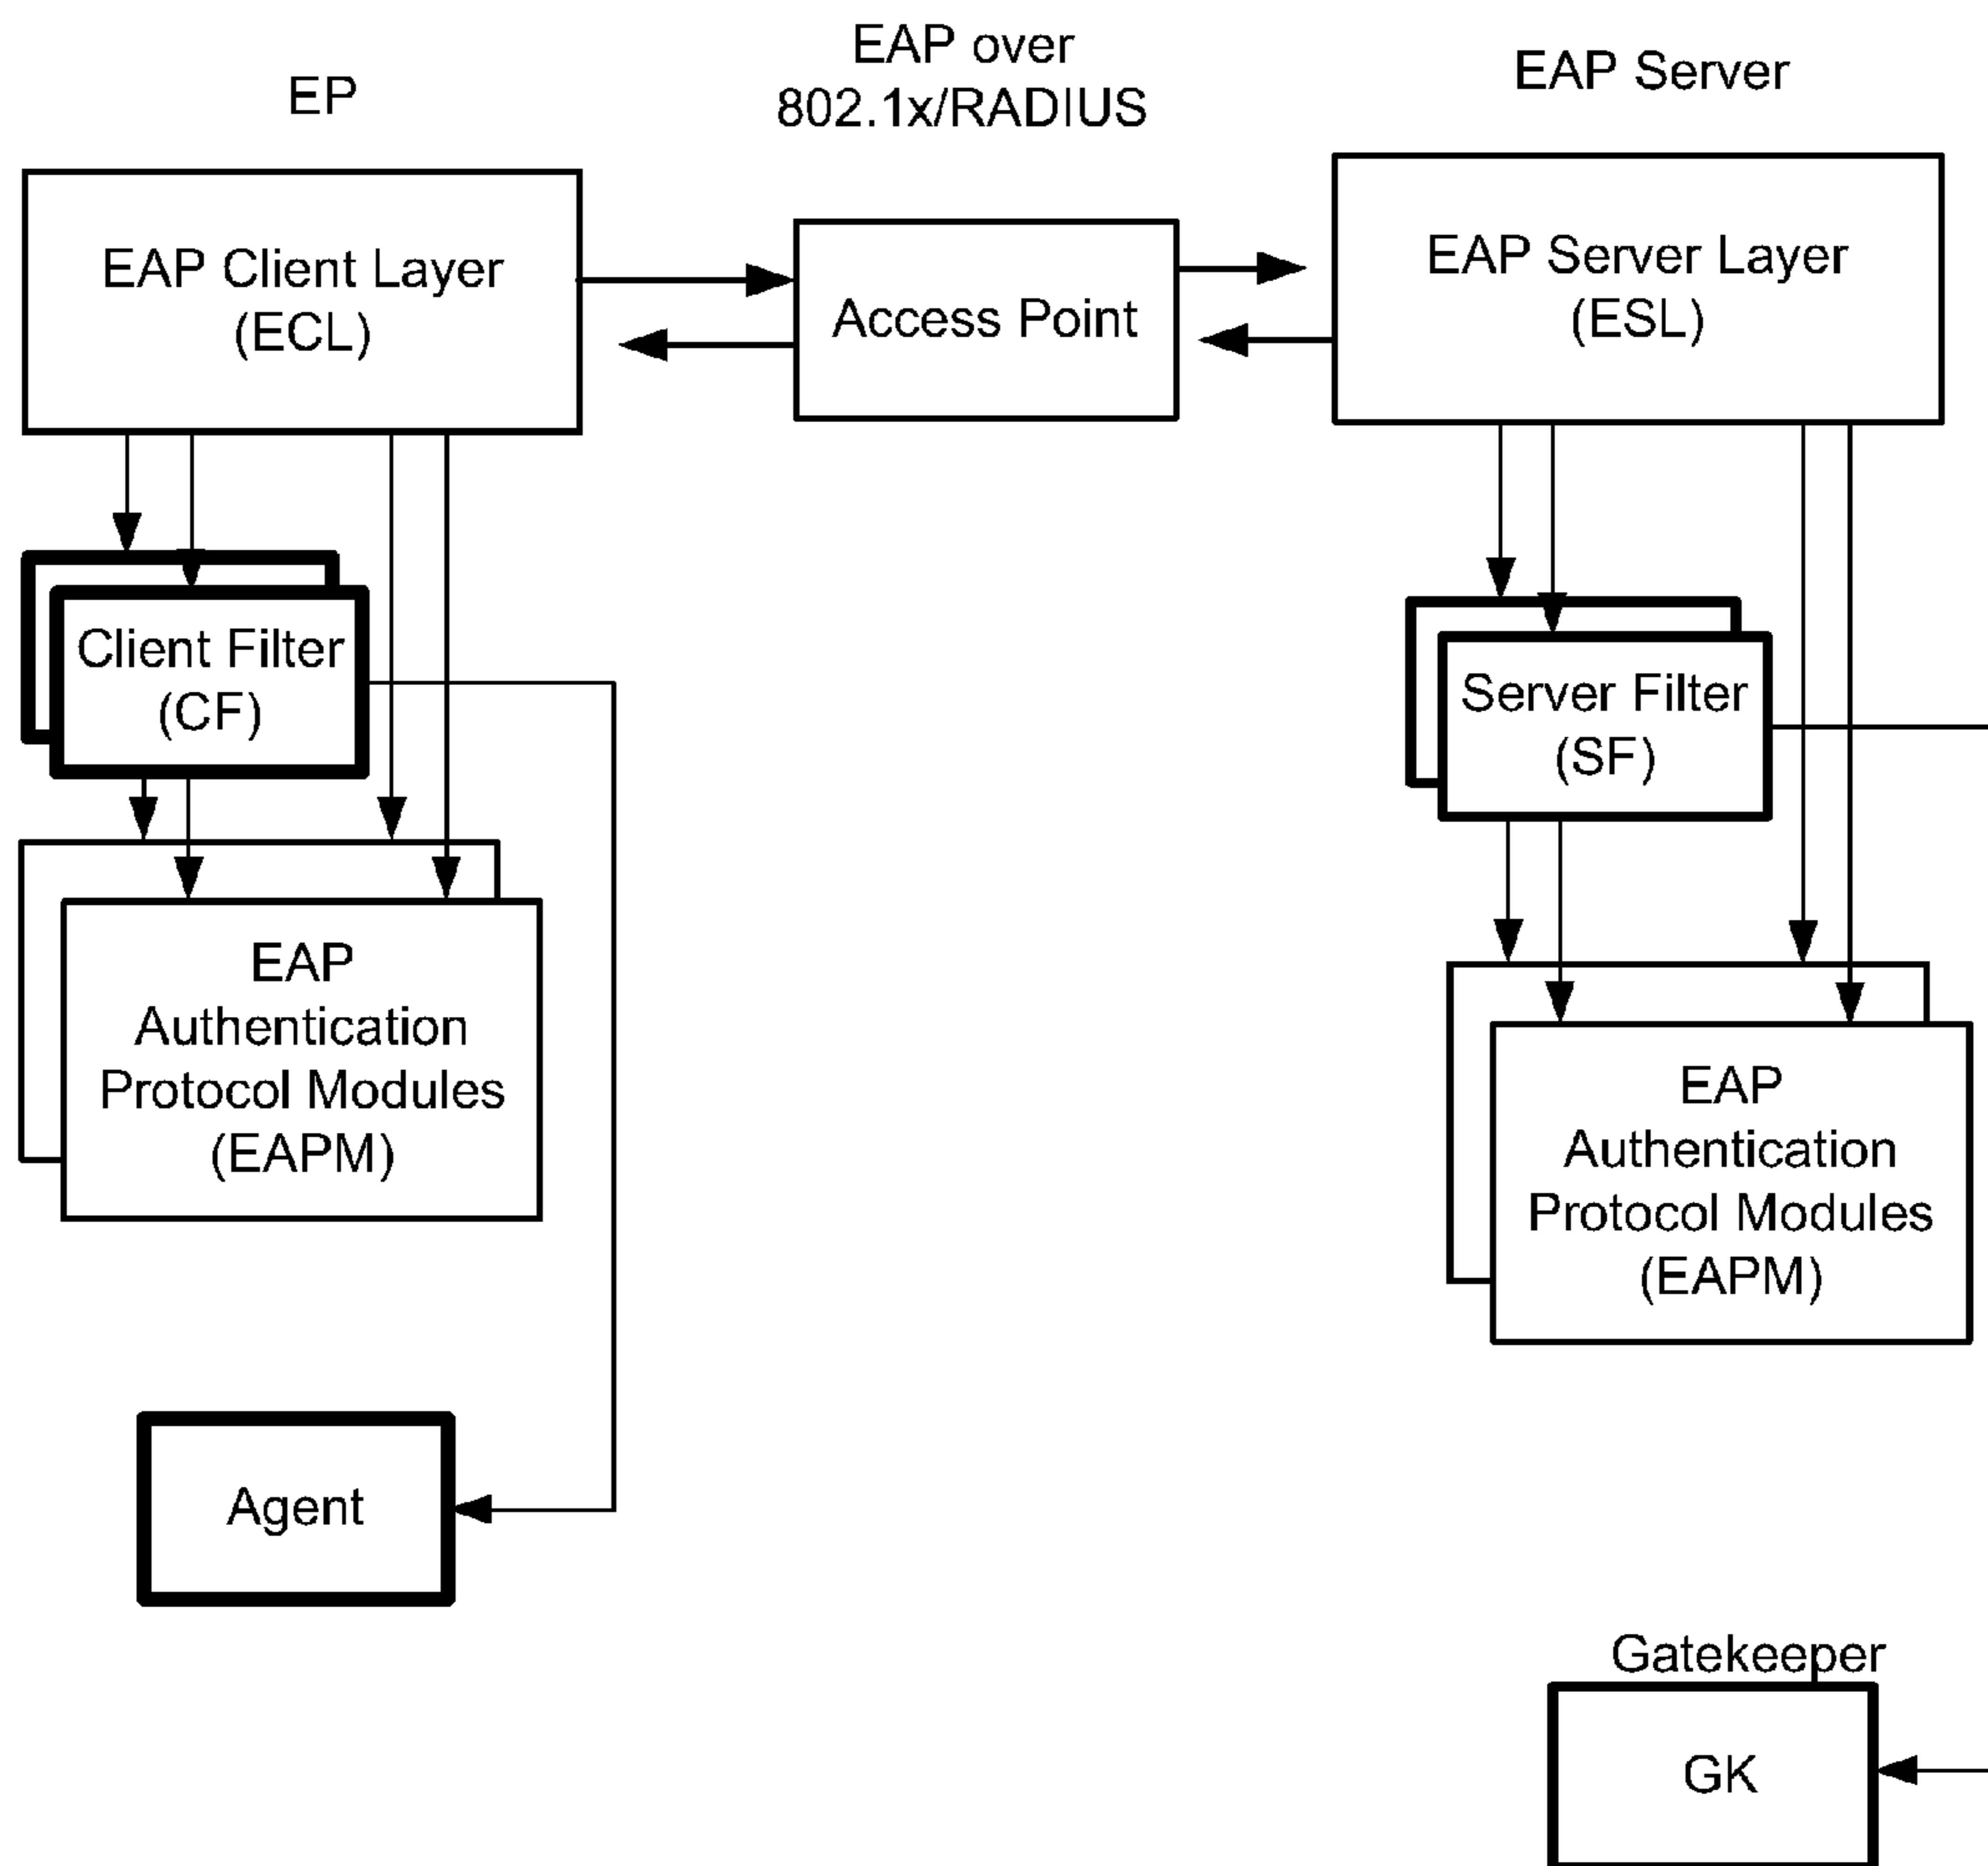 EP
EAP over
802.1x/RADIUS
EAP Server
EAP Client Layer
(ECL)
Access Point
EAP Server Layer
(ESL)
Client Filter
(CF)
Server Filter
(SF)
EAP
Authentication
Protocol Modules
(EAPM)
EAP
Authentication
Protocol Modules
(EAPM)
Agent
Gatekeeper
GK